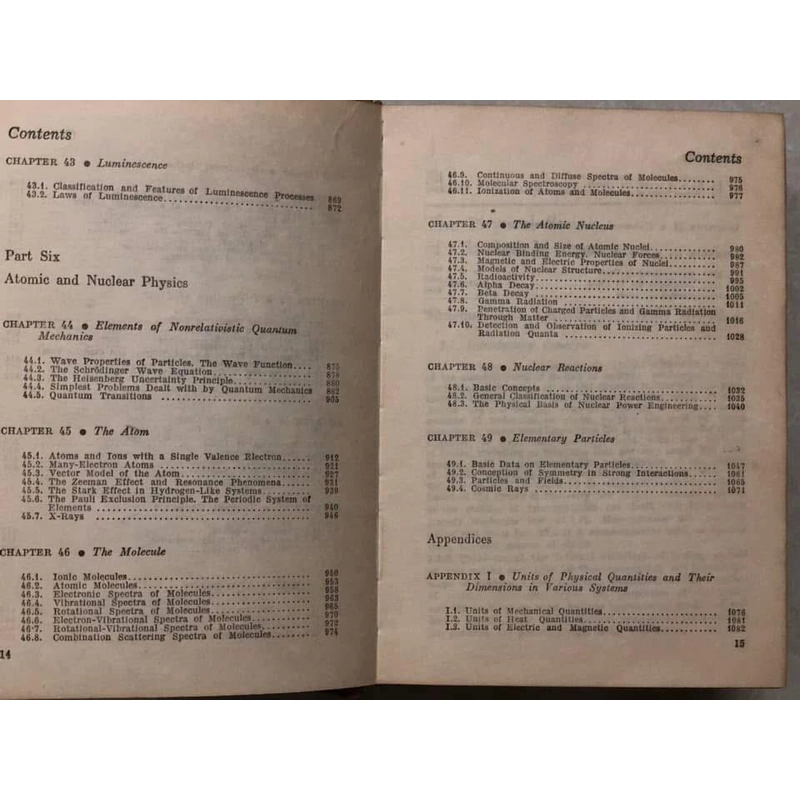 Contents
CHAPTER 43 ● Luminescence
43.1. Classification and Features of Luminescence Processes 869
43.2. Laws of Luminescence................................ 872
Part Six
Atomic and Nuclear Physics
CHAPTER 44 ● Elements of Nonrelativistic Quantum
Mechanics
44.1. Wave Properties of Particles. The Wave Function.... 875
44.2. The Schrödinger Wave Equation.................. 878
44.3. The Heisenberg Uncertainty Principle............... 880
44.4. Simplest Problems Dealt with by Quantum Mechanics 882
44.5. Quantum Transitions ........................... 905
CHAPTER 45 ● The Atom
45.1. Atoms and Ions with a Single Valence Electron...... 912
45.2. Many-Electron Atoms ........................... 921
45.3. Vector Model of the Atom........................ 927
45.4. The Zeeman Effect and Resonance Phenomena...... 931
45.5. The Stark Effect in Hydrogen-Like Systems......... 939
45.6. The Pauli Exclusion Principle. The Periodic System of
Elements ...................................... 940
45.7. X-Rays ....................................... 946
CHAPTER 46 ● The Molecule
46.1. Ionic Molecules................................ 950
46.2. Atomic Molecules.............................. 953
46.3. Electronic Spectra of Molecules.................. 958
46.4. Vibrational Spectra of Molecules................. 963
46.5. Rotational Spectra of Molecules.................. 965
46.6. Electron-Vibrational Spectra of Molecules.......... 970
46.7. Rotational-Vibrational Spectra of Molecules......... 972
46.8. Combination Scattering Spectra of Molecules........ 974
14
Contents
46.9. Continuous and Diffuse Spectra of Molecules........ 975
46.10. Molecular Spectroscopy ........................ 976
46.11. Ionization of Atoms and Molecules............... 977
CHAPTER 47 ● The Atomic Nucleus
47.1. Composition and Size of Atomic Nuclei............ 980
47.2. Nuclear Binding Energy. Nuclear Forces........... 982
47.3. Magnetic and Electric Properties of Nuclei......... 987
47.4. Models of Nuclear Structure..................... 991
47.5. Radioactivity.................................. 995
47.6. Alpha Decay................................... 1002
47.7. Beta Decay ................................... 1005
47.8. Gamma Radiation .............................. 1011
47.9. Penetration of Charged Particles and Gamma Radiation
Through Matter ................................ 1016
47.10. Detection and Observation of Ionizing Particles and
Radiation Quanta .............................. 1028
CHAPTER 48 ● Nuclear Reactions
48.1. Basic Concepts ................................ 1032
48.2. General Classification of Nuclear Reactions......... 1035
48.3. The Physical Basis of Nuclear Power Engineering.... 1040
CHAPTER 49 ● Elementary Particles
49.1. Basic Data on Elementary Particles............... 1047
49.2. Conception of Symmetry in Strong Interactions...... 1061
49.3. Particles and Fields............................ 1065
49.4. Cosmic Rays .................................. 1071
Appendices
APPENDIX I ● Units of Physical Quantities and Their
Dimensions in Various Systems
I.1. Units of Mechanical Quantities.................... 1076
I.2. Units of Heat Quantities......................... 1081
I.3. Units of Electric and Magnetic Quantities........... 1082
15